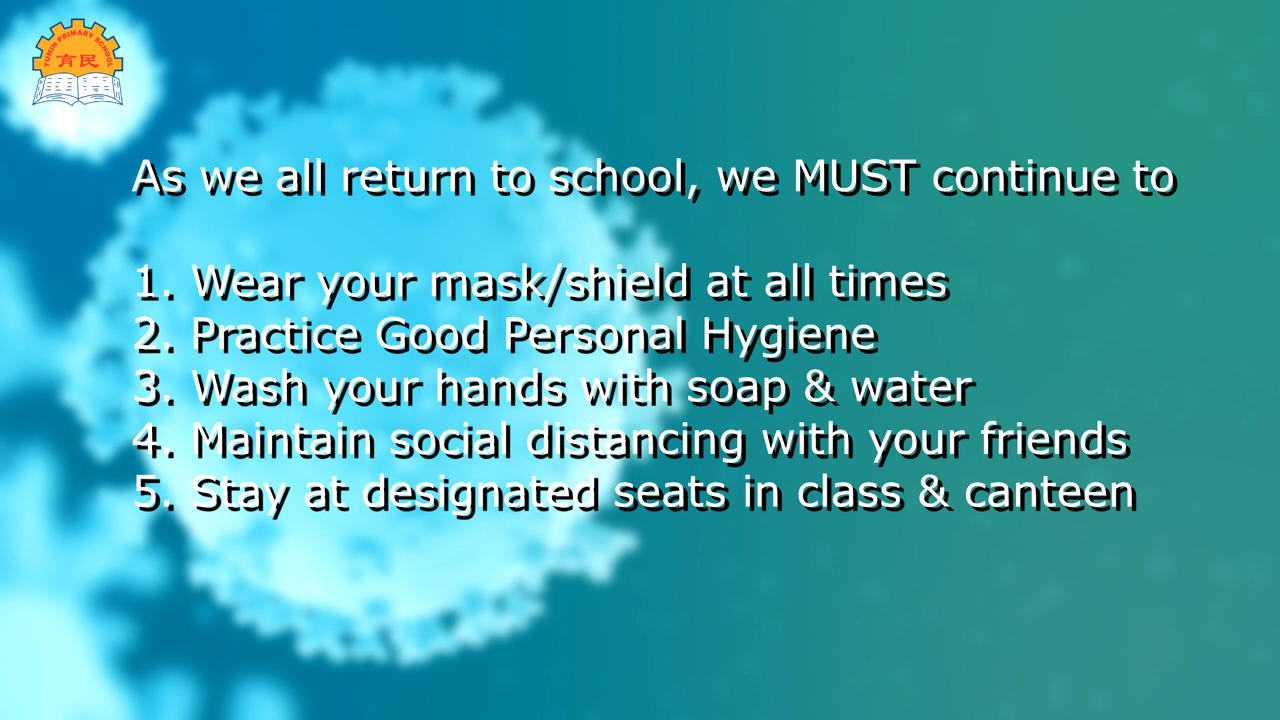 YUMIN PRIMARY SCHOOL
育民
As we all return to school, we MUST continue to
1. Wear your mask/shield at all times
2. Practice Good Personal Hygiene
3. Wash your hands with soap & water
4. Maintain social distancing with your friends
5. Stay at designated seats in class & canteen